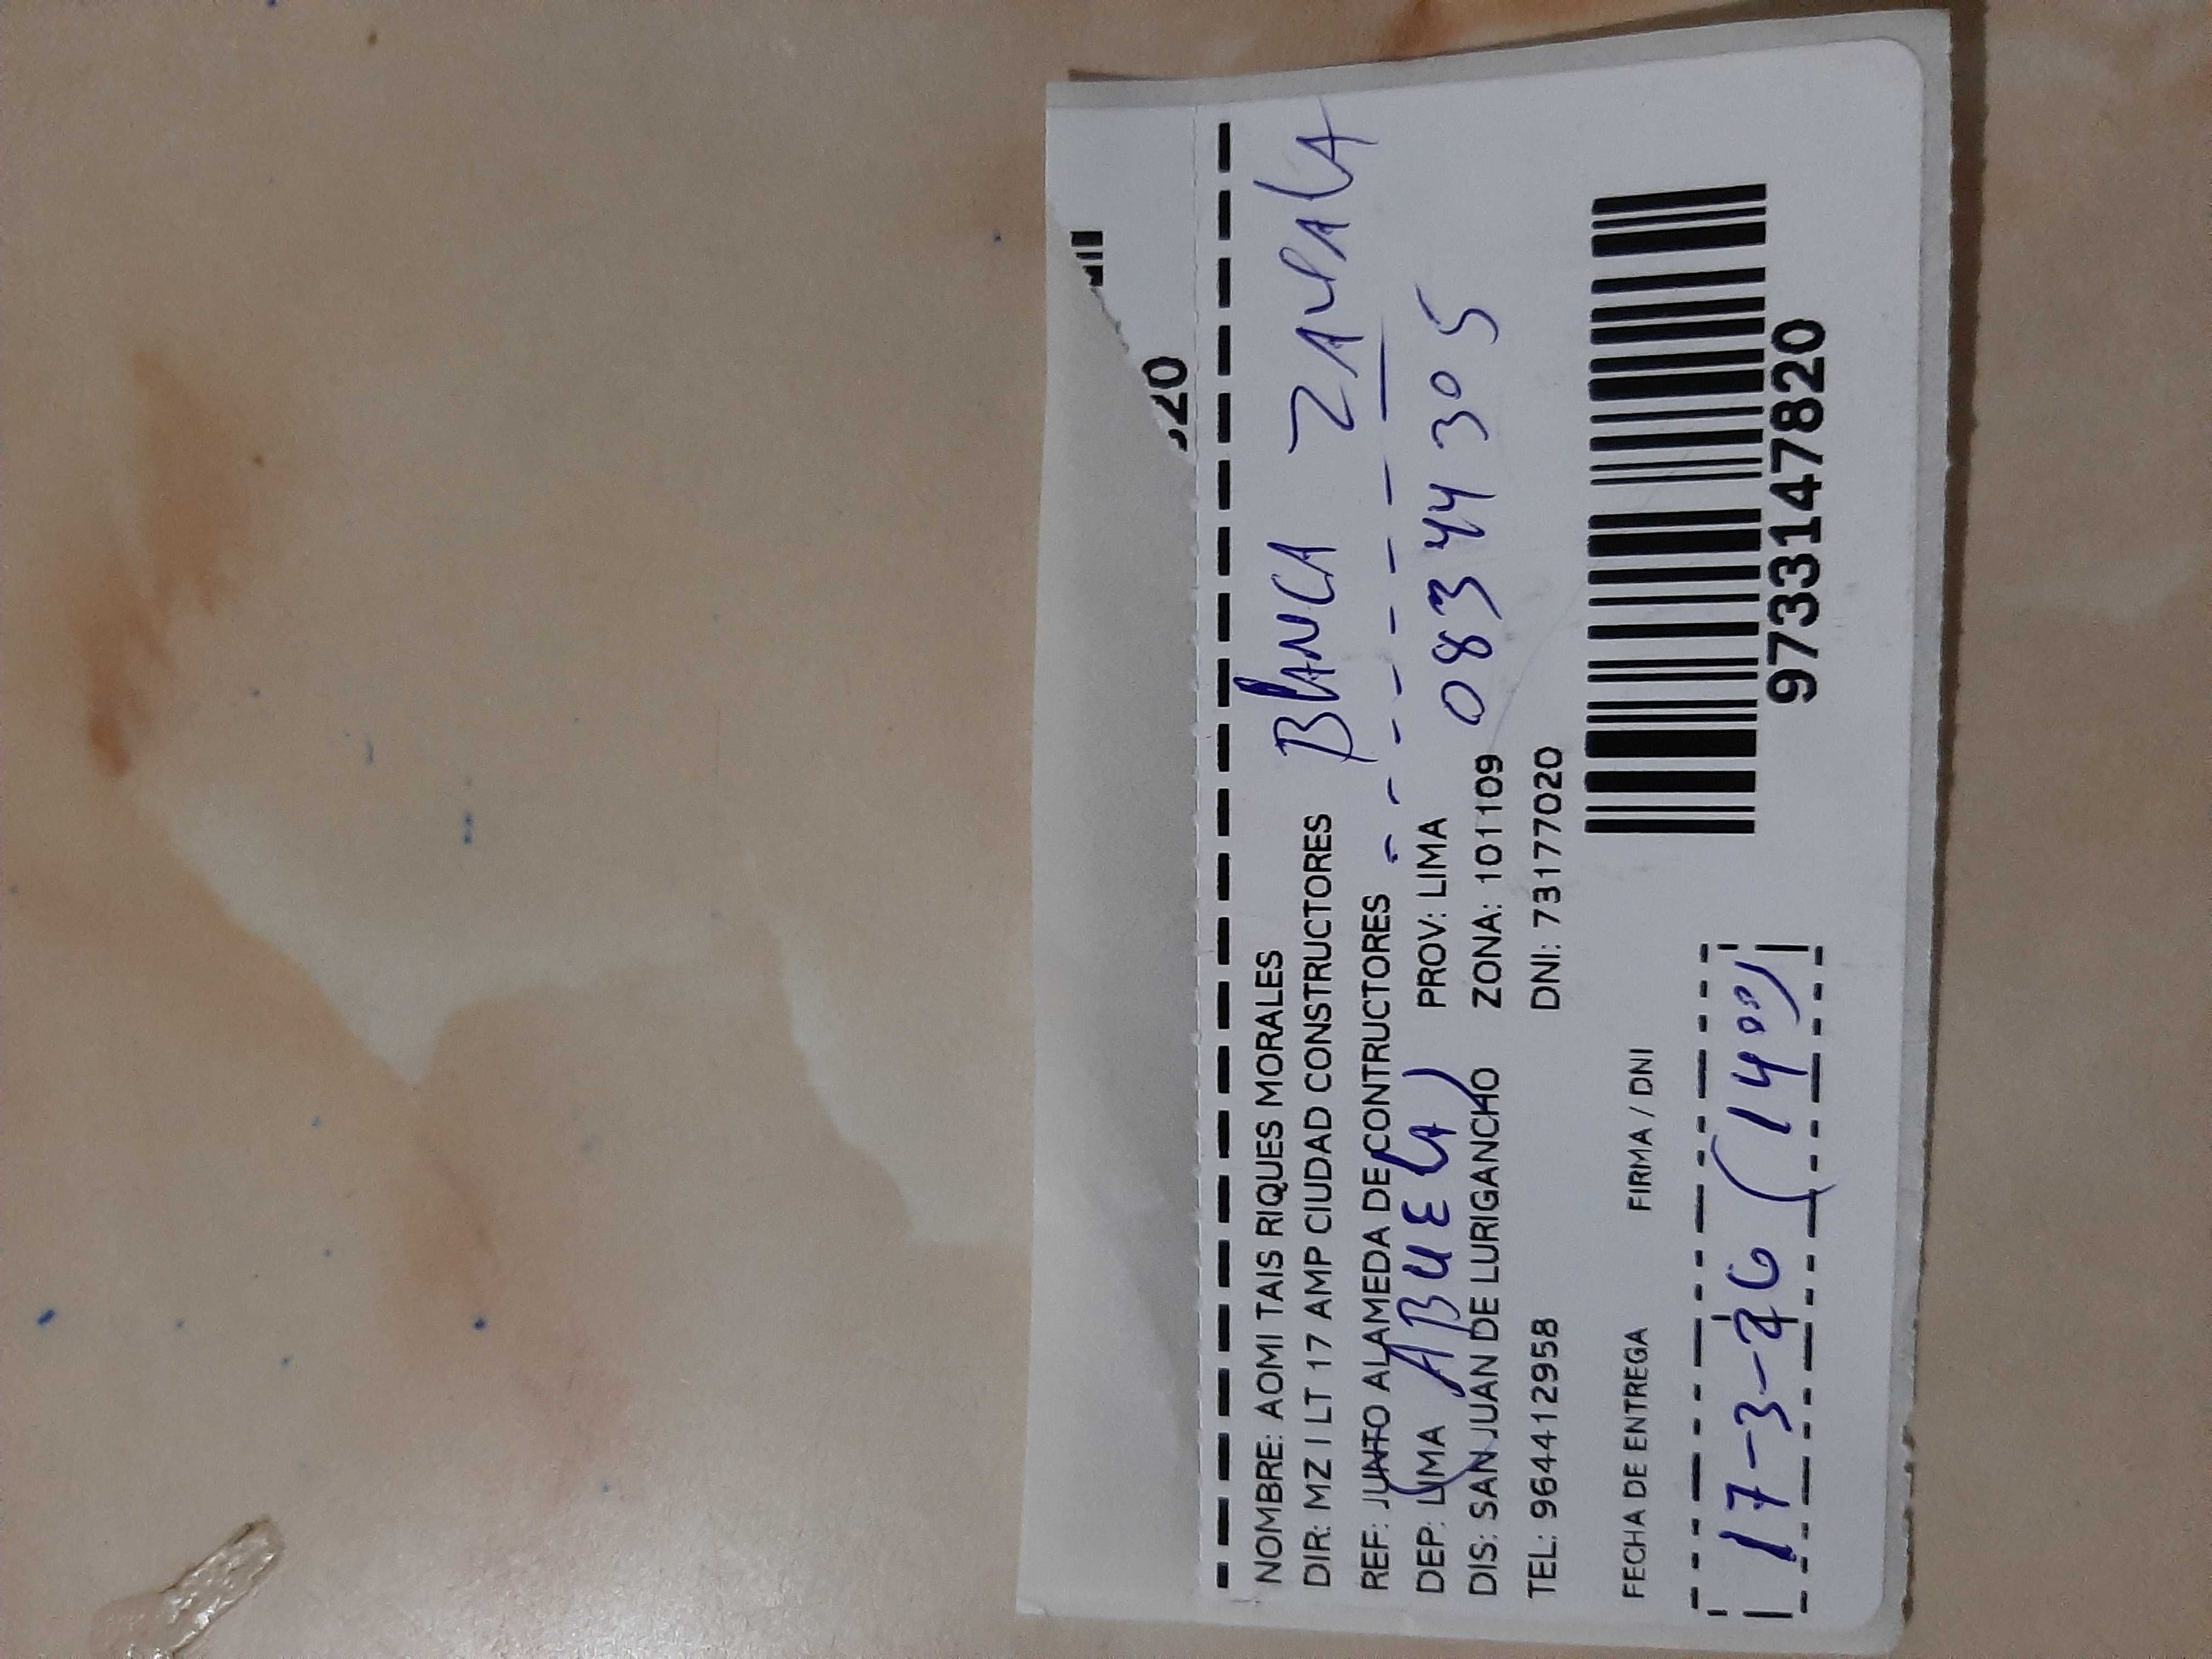 820
NOMBRE: AOMI TAIS RIQUES MORALES
DIR: MZ I LT 17 AMP CIUDAD CONSTRUCTORES
BLANCA ZAVALA
REF: JUNTO ALAMEDA DE CONTRUCTORES
DEP: LIMA PROV: LIMA
(ABUELA)
08344305
DIS: SAN JUAN DE LURIGANCHO ZONA: 101109
TEL: 964412958 DNI: 73177020
FECHA DE ENTREGA FIRMA / DNI
17-3-26 (1400)
9733147820